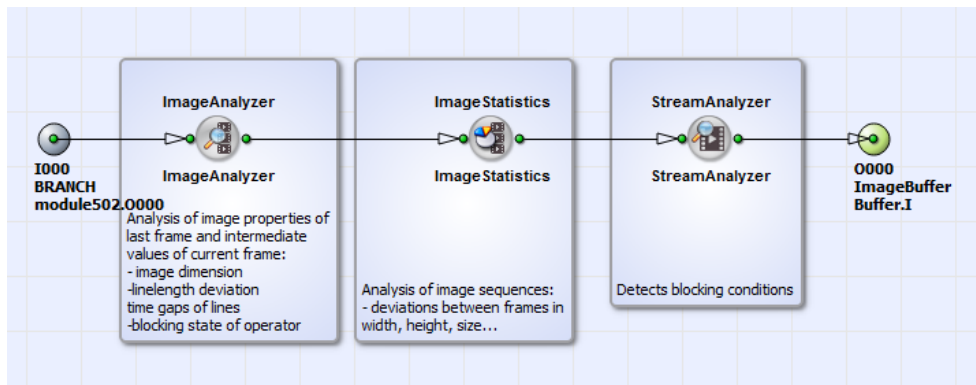 ImageAnalyzer
ImageStatistics
StreamAnalyzer
ImageAnalyzer
ImageStatistics
StreamAnalyzer
I000
BRANCH
module502.O000
O000
ImageBuffer
Buffer.I
Analysis of image properties of
last frame and intermediate
values of current frame:
- image dimension
-linelength deviation
time gaps of lines
-blocking state of operator
Analysis of image sequences:
- deviations between frames in
width, height, size...
Detects blocking conditions